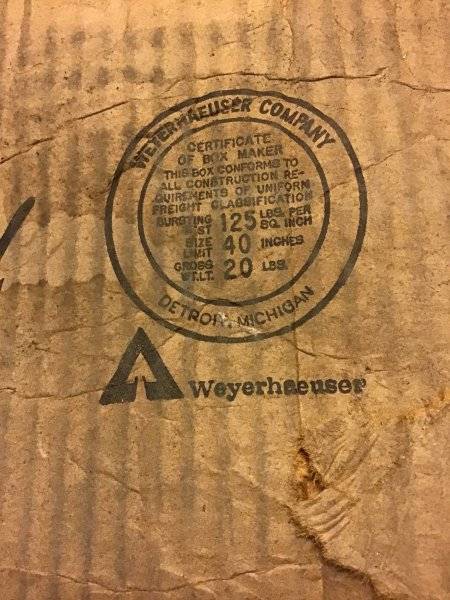 WEYERHAEUSER COMPANY
CERTIFICATE
OF BOX MAKER
THIS BOX CONFORMS TO
ALL CONSTRUCTION RE-
QUIREMENTS OF UNIFORM
FREIGHT CLASSIFICATION
BURSTING ST 125 LBS. PER SQ. INCH
SIZE LIMIT 40 INCHES
GROSS WT.LT. 20 LBS.
DETROIT, MICHIGAN
Weyerhaeuser